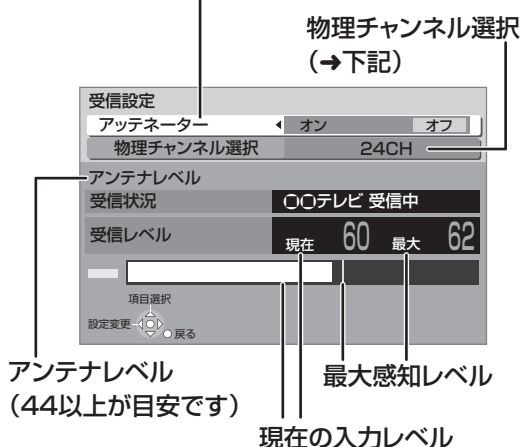 物理チャンネル選択
(➜下記)
受信設定
アッテネーター オン オフ
物理チャンネル選択 24CH
アンテナレベル
受信状況 ○○テレビ 受信中
受信レベル 現在 60 最大 62
項目選択
設定変更 戻る
アンテナレベル
(44以上が目安です)
最大感知レベル
現在の入力レベル